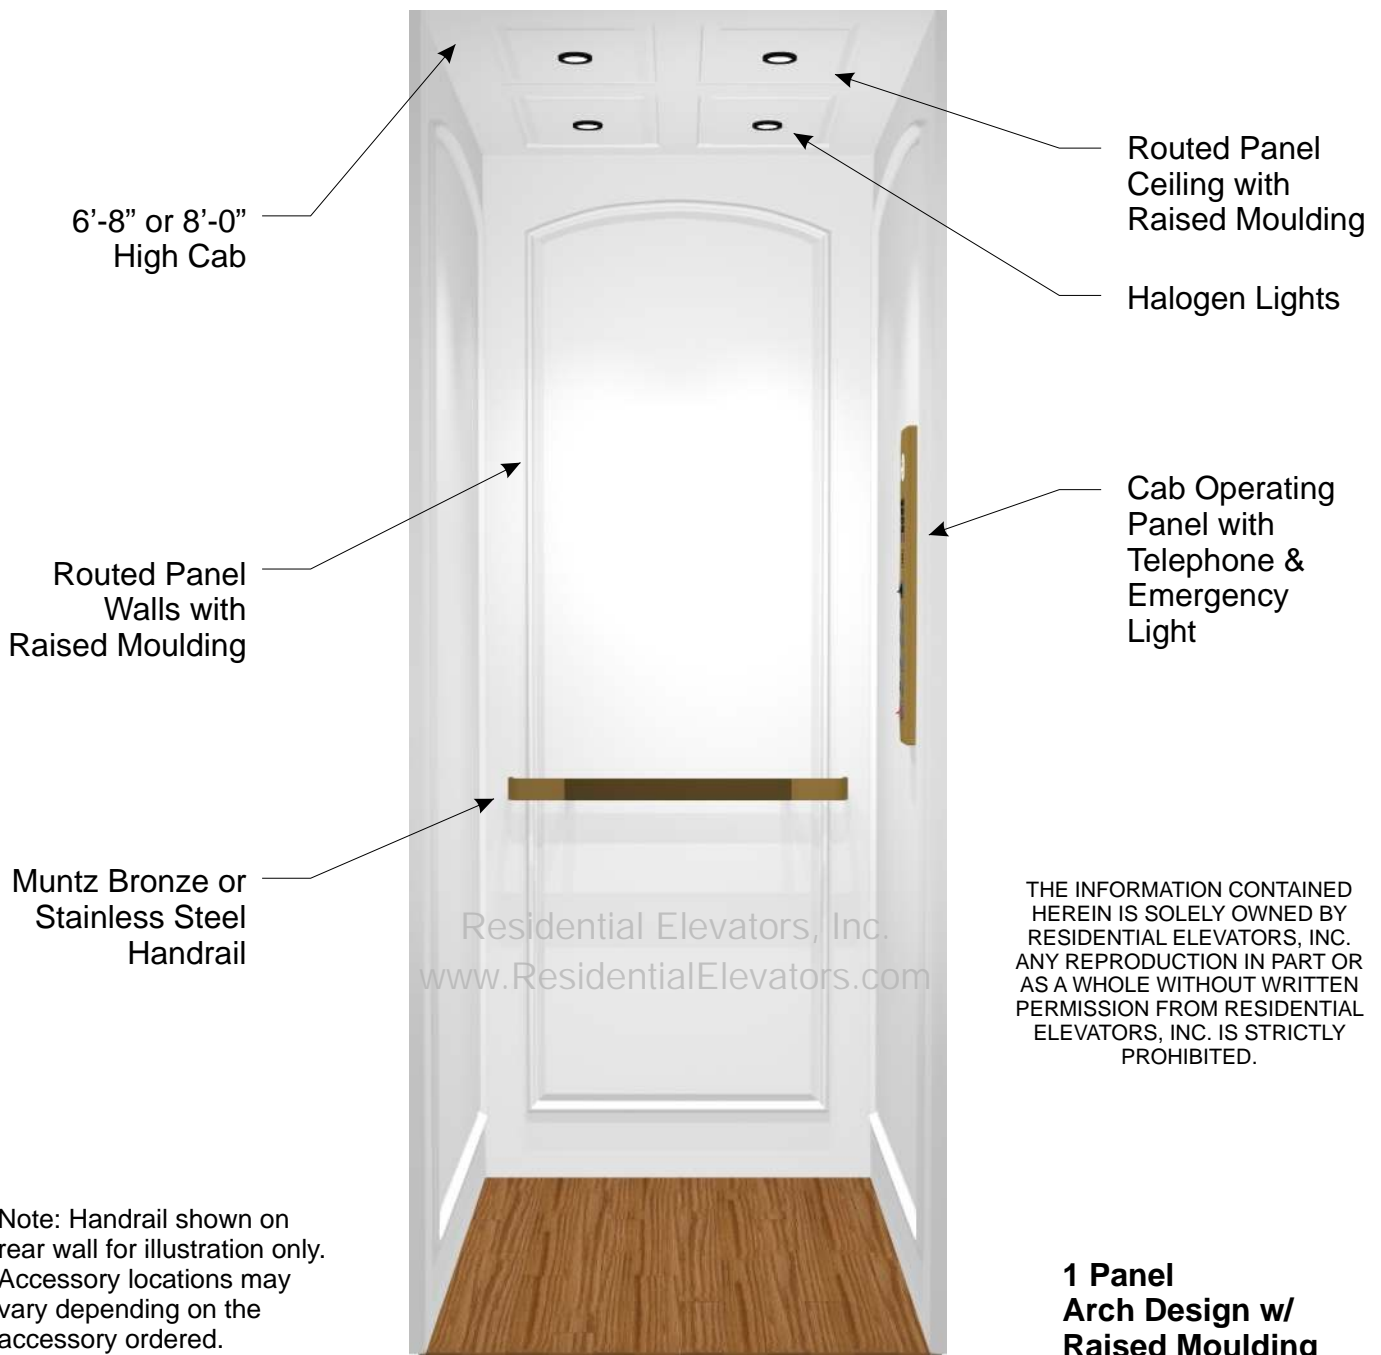 6’-8” or 8’-0”
High Cab
Routed Panel
Ceiling with
Raised Moulding
Halogen Lights
Routed Panel
Walls with
Raised Moulding
Cab Operating
Panel with
Telephone &
Emergency
Light
Muntz Bronze or
Stainless Steel
Handrail
Residential Elevators, Inc.
www.ResidentialElevators.com
THE INFORMATION CONTAINED
HEREIN IS SOLELY OWNED BY
RESIDENTIAL ELEVATORS, INC.
ANY REPRODUCTION IN PART OR
AS A WHOLE WITHOUT WRITTEN
PERMISSION FROM RESIDENTIAL
ELEVATORS, INC. IS STRICTLY
PROHIBITED.
Note: Handrail shown on
rear wall for illustration only.
Accessory locations may
vary depending on the
accessory ordered.
1 Panel
Arch Design w/
Raised Moulding